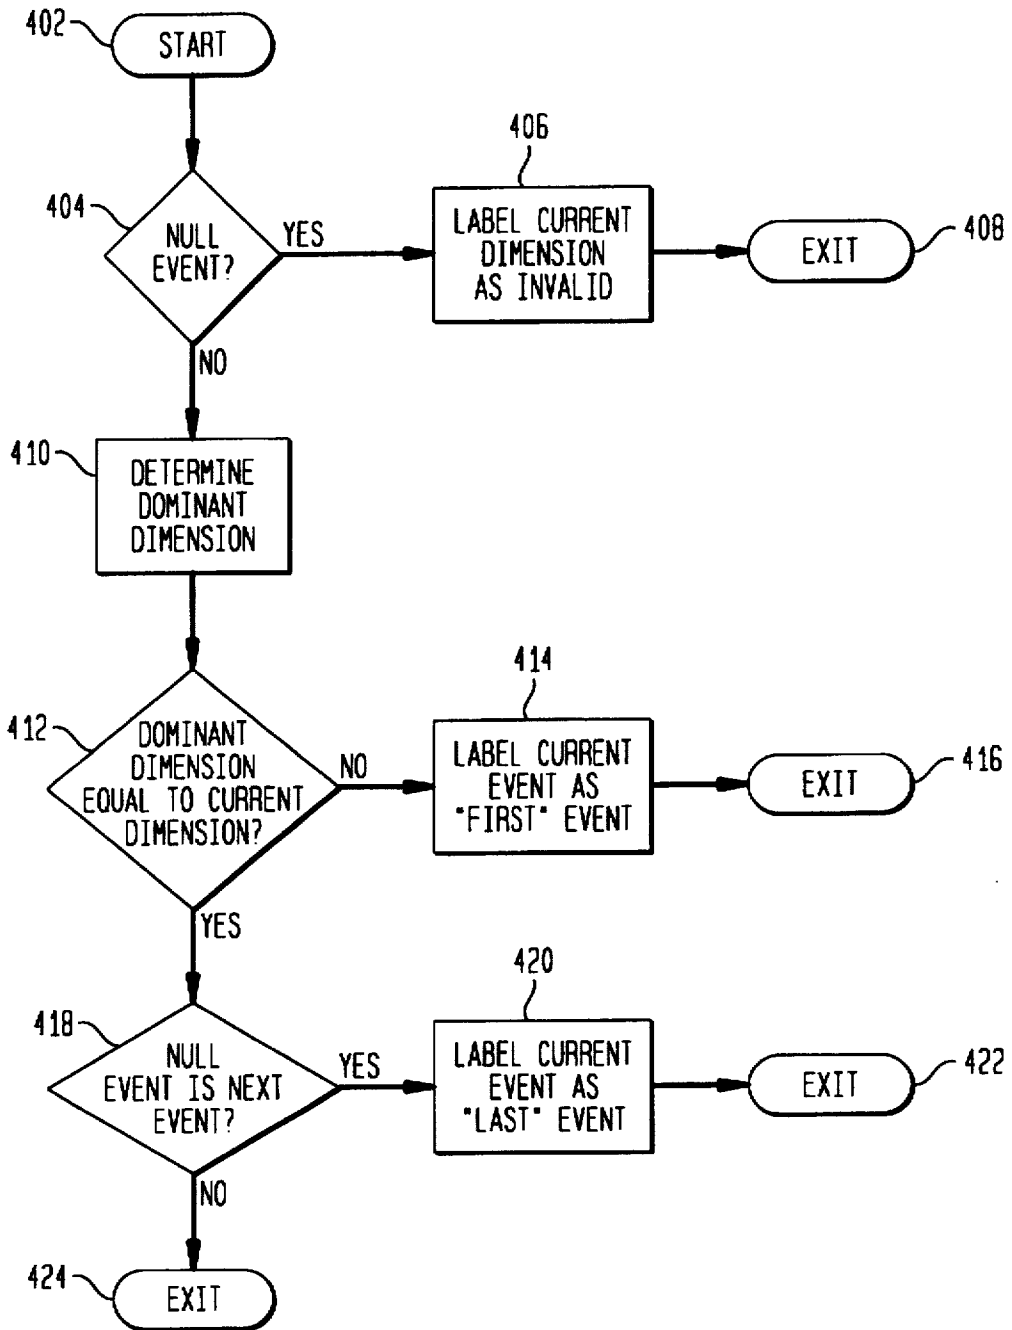 402
START
404
NULL
EVENT?
YES
406
LABEL CURRENT
DIMENSION
AS INVALID
EXIT
408
NO
410
DETERMINE
DOMINANT
DIMENSION
412
DOMINANT
DIMENSION
EQUAL TO CURRENT
DIMENSION?
NO
414
LABEL CURRENT
EVENT AS
"FIRST" EVENT
EXIT
416
YES
418
NULL
EVENT IS NEXT
EVENT?
YES
420
LABEL CURRENT
EVENT AS
"LAST" EVENT
EXIT
422
NO
424
EXIT